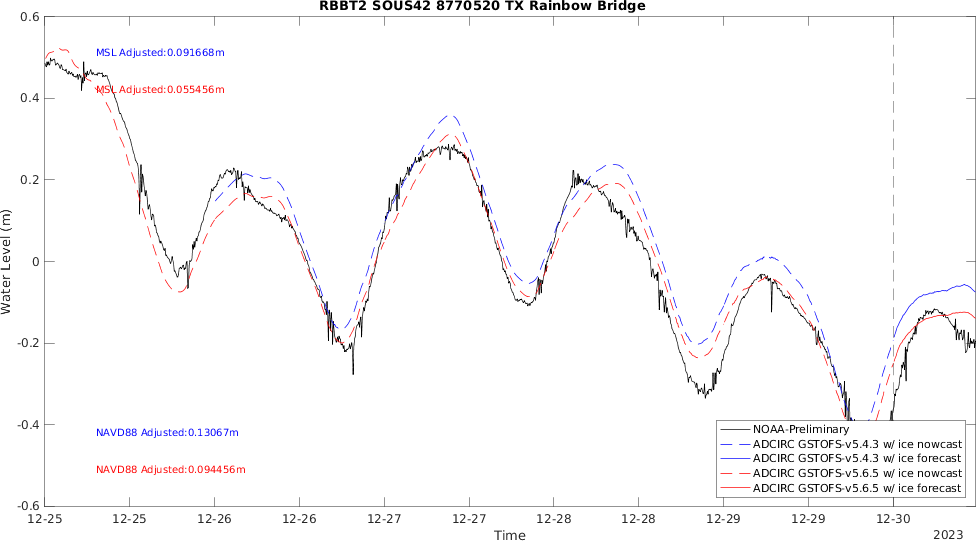 RBBT2 SOUS42 8770520 TX Rainbow Bridge
0.6
MSL Adjusted:0.091668m
MSL Adjusted:0.055456m
0.4
0.2
0
-0.2
-0.4
-0.6
Water Level (m)
NAVD88 Adjusted:0.13067m
NAVD88 Adjusted:0.094456m
NOAA-Preliminary
ADCIRC GSTOFS-v5.4.3 w/ ice nowcast
ADCIRC GSTOFS-v5.4.3 w/ ice forecast
ADCIRC GSTOFS-v5.6.5 w/ ice nowcast
ADCIRC GSTOFS-v5.6.5 w/ ice forecast
12-25 12-25 12-26 12-26 12-27 12-27 12-28 12-28 12-29 12-29 12-30
Time
2023